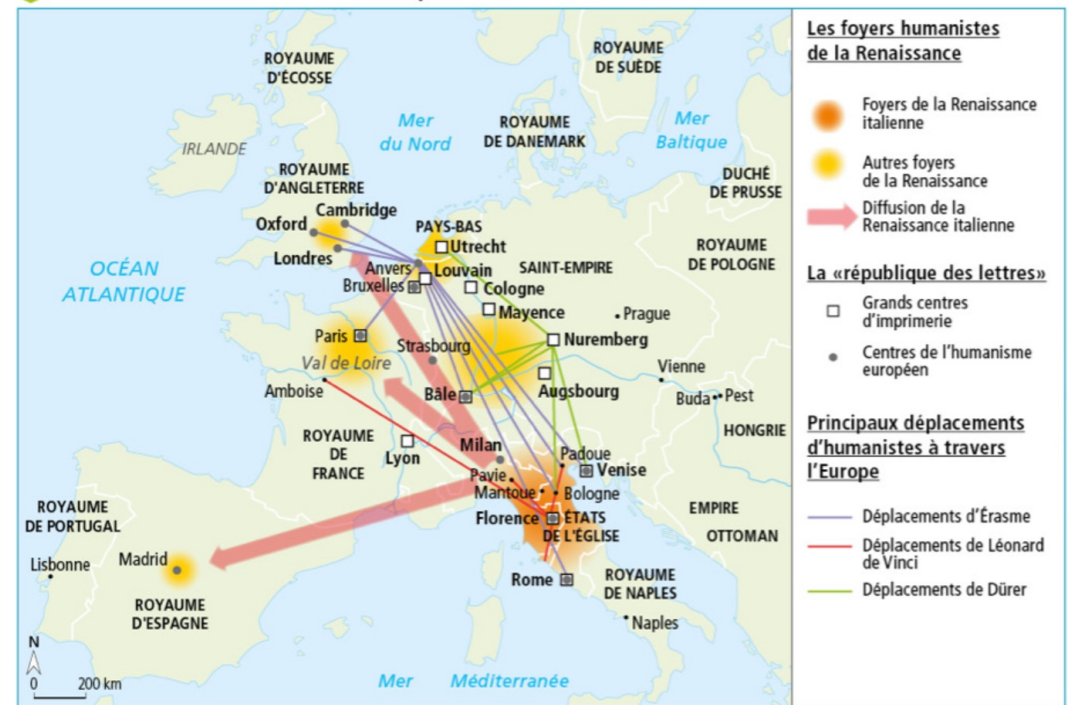 ROYAUME
D'ÉCOSSE
ROYAUME
DE SUÈDE
Mer
du Nord
ROYAUME
DE DANEMARK
Mer
Baltique
IRLANDE
ROYAUME
D'ANGLETERRE
DUCHÉ
DE PRUSSE
Cambridge
Oxford
Londres
PAYS-BAS
Utrecht
ROYAUME
DE POLOGNE
OCÉAN
ATLANTIQUE
Anvers
Louvain
SAINT-EMPIRE
Bruxelles
Cologne
Mayence
Prague
Paris
Strasbourg
Nuremberg
Val de Loire
Vienne
Amboise
Bâle
Augsbourg
Buda
Pest
HONGRIE
ROYAUME
DE
FRANCE
Lyon
Milan
Padoue
Venise
Pavie
Mantoue
Bologne
ROYAUME
DE PORTUGAL
Florence
ÉTATS
DE L'ÉGLISE
EMPIRE
OTTOMAN
Lisbonne
Madrid
Rome
ROYAUME
DE NAPLES
ROYAUME
D'ESPAGNE
Naples
N
0 200 km
Mer Méditerranée
Les foyers humanistes
de la Renaissance
Foyers de la Renaissance
italienne
Autres foyers
de la Renaissance
Diffusion de la
Renaissance italienne
La «république des lettres»
Grands centres
d'imprimerie
Centres de l'humanisme
européen
Principaux déplacements
d'humanistes à travers
l'Europe
Déplacements d'Érasme
Déplacements de Léonard
de Vinci
Déplacements de Dürer